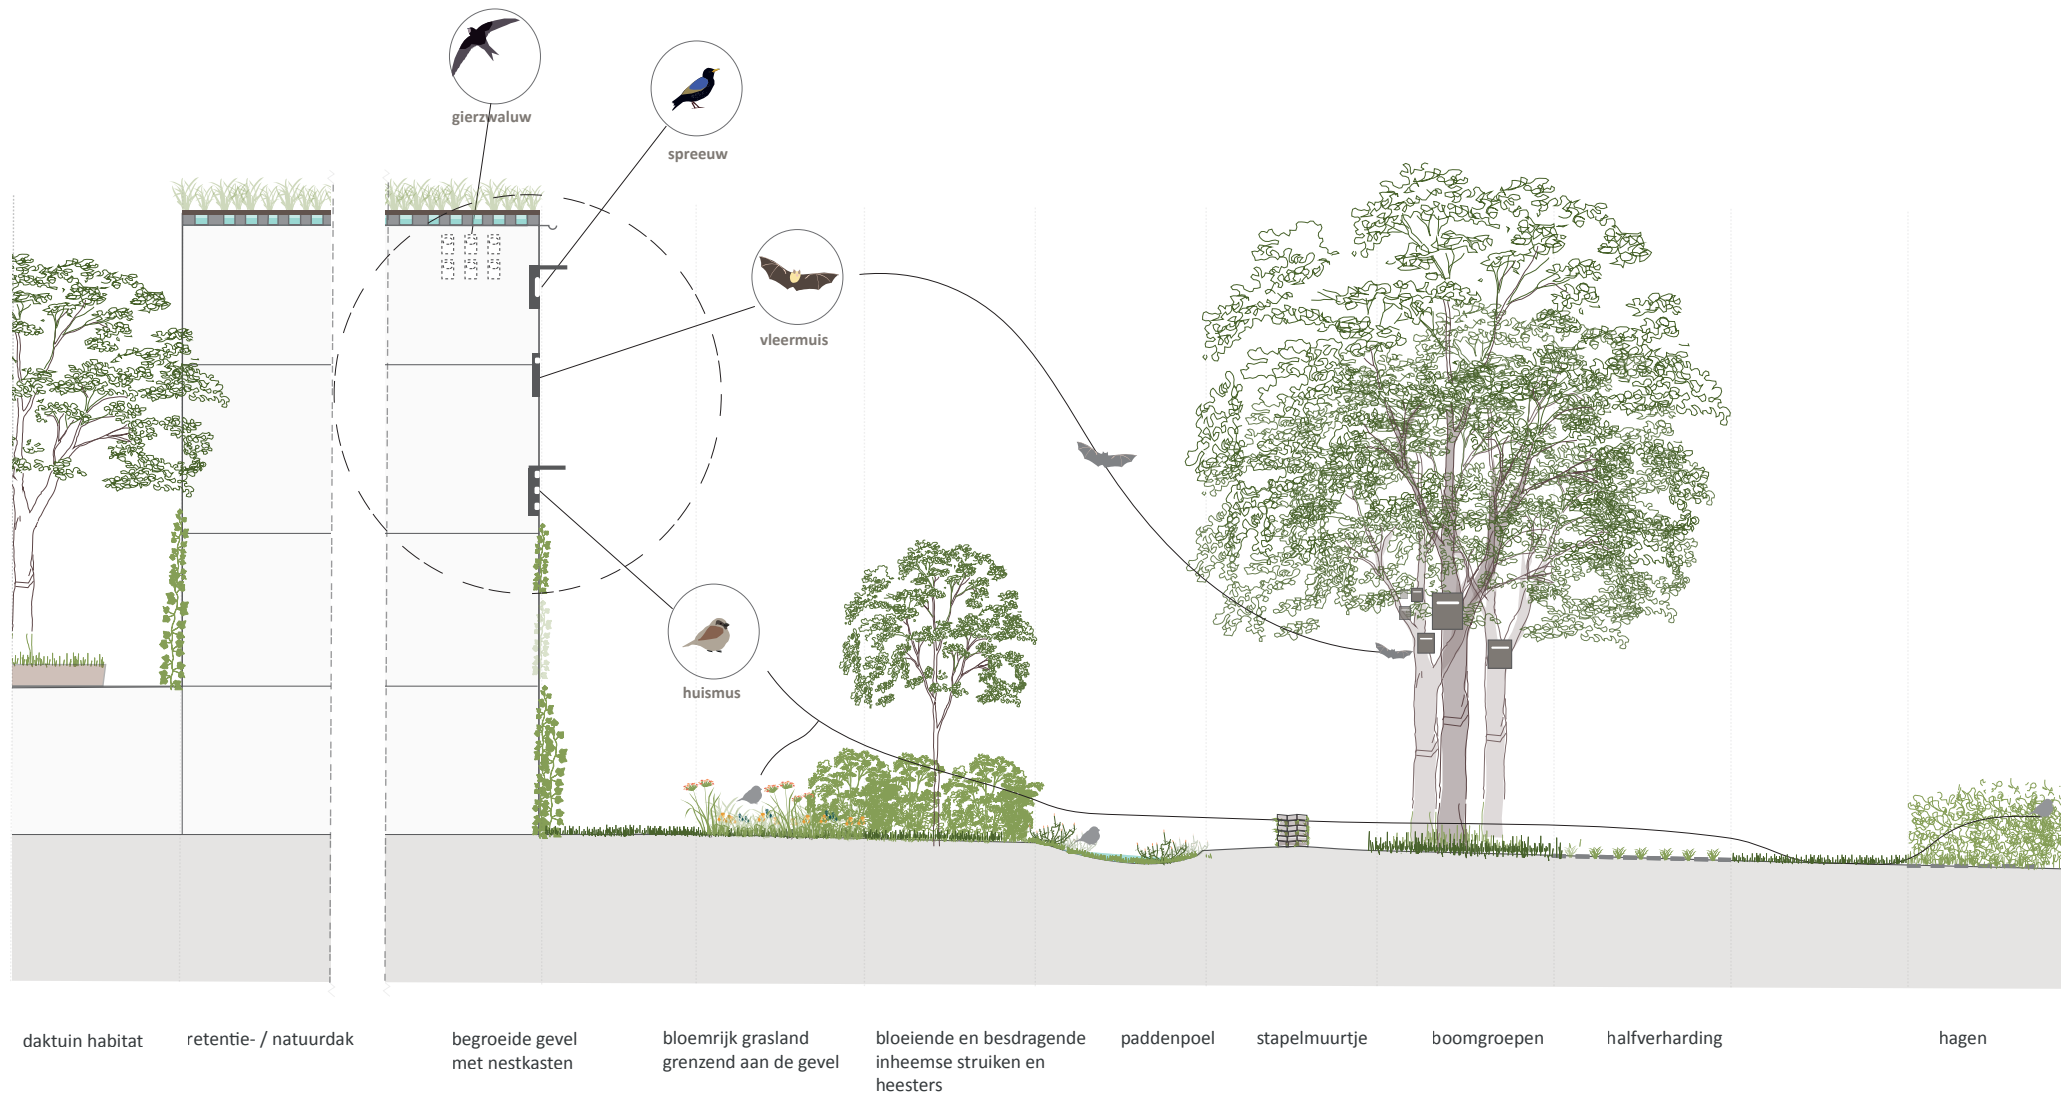 gierzwaluw
spreeuw
vleermuis
huismus
daktuin habitat
retentie- / natuurdak
begroeide gevel
met nestkasten
bloemrijk grasland
grenzend aan de gevel
bloeiende en besdragende
inheemse struiken en
heesters
paddenpoel
stapelmuurtje
boomgroepen
halfverharding
hagen